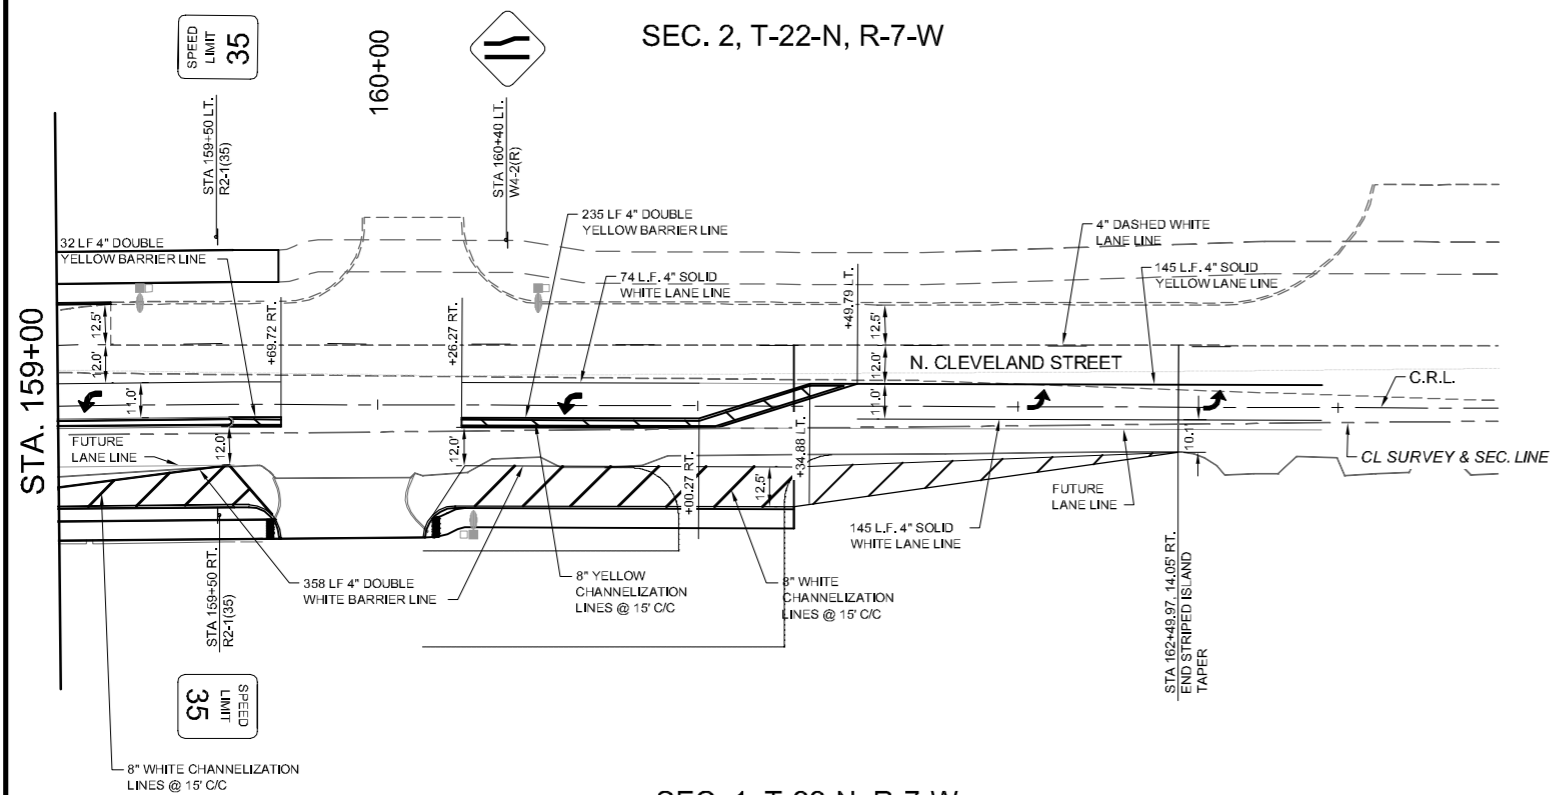 SPEED
LIMIT
35
160+00
SEC. 2, T-22-N, R-7-W
STA 159+50 LT.
R2-1(35)
STA 160+40 LT.
W4-2(R)
32 LF 4" DOUBLE
YELLOW BARRIER LINE
235 LF 4" DOUBLE
YELLOW BARRIER LINE
74 L.F. 4" SOLID
WHITE LANE LINE
4" DASHED WHITE
LANE LINE
145 L.F. 4" SOLID
YELLOW LANE LINE
STA. 159+00
12.5'
12.0'
11.0'
+69.72 RT.
+26.27 RT.
+49.79 LT.
12.5'
12.0'
11.0'
N. CLEVELAND STREET
C.R.L.
FUTURE
LANE LINE
12.0'
12.0'
+00.27 RT.
12.5'
+34.88 LT.
10.1'
CL SURVEY & SEC. LINE
FUTURE
LANE LINE
145 L.F. 4" SOLID
WHITE LANE LINE
STA 159+50 RT.
R2-1(35)
358 LF 4" DOUBLE
WHITE BARRIER LINE
8" YELLOW
CHANNELIZATION
LINES @ 15' C/C
8" WHITE
CHANNELIZATION
LINES @ 15' C/C
STA 162+49.97, 14.05' RT.
END STRIPED ISLAND
TAPER
SPEED
LIMIT
35
8" WHITE CHANNELIZATION
LINES @ 15' C/C